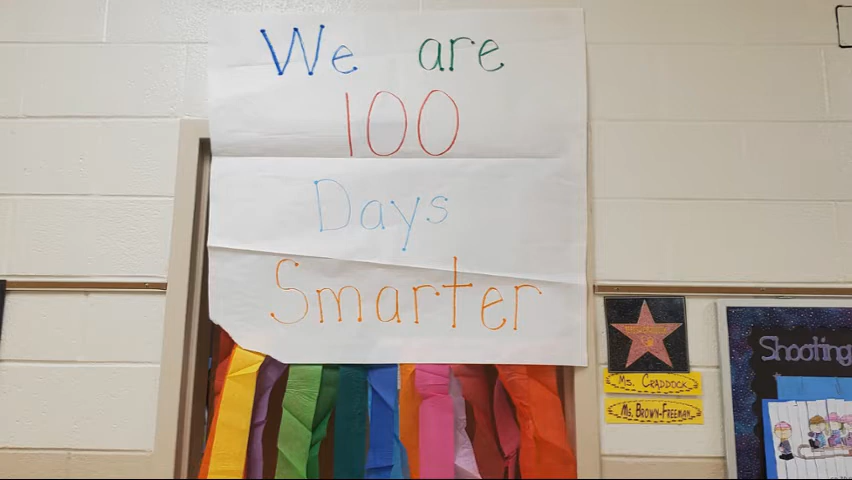 We are
100
Days
Smarter
Ms. Craddock
Ms. Brown-Freeman
Shooting